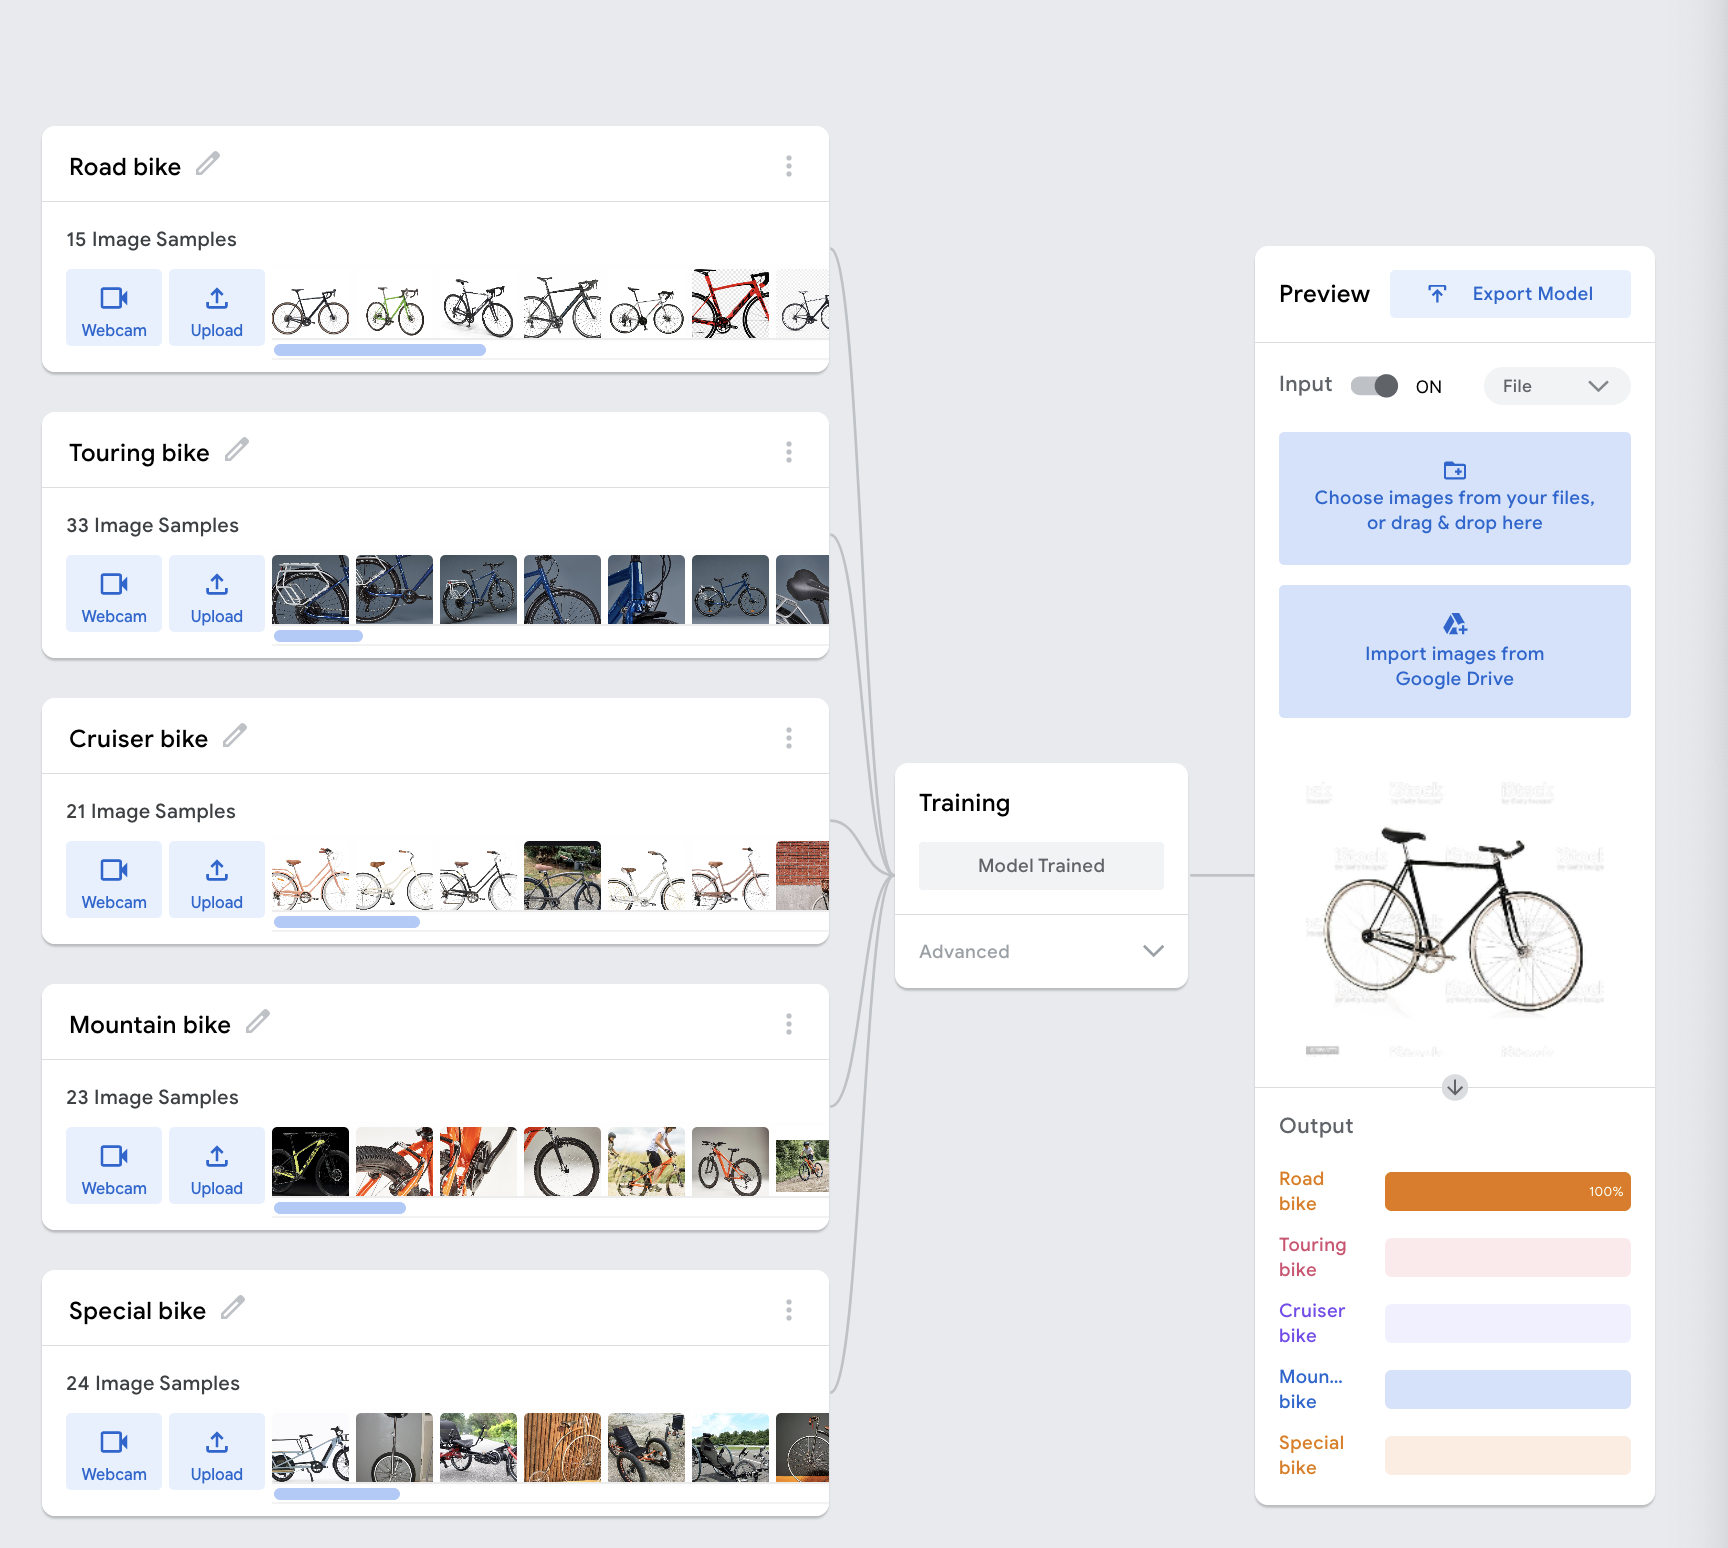 Road bike
15 Image Samples
Webcam
Upload
Touring bike
33 Image Samples
Webcam
Upload
Cruiser bike
21 Image Samples
Webcam
Upload
Mountain bike
23 Image Samples
Webcam
Upload
Special bike
24 Image Samples
Webcam
Upload
Training
Model Trained
Advanced
Preview
Export Model
Input
ON
File
Choose images from your files,
or drag & drop here
Import images from
Google Drive
iStock
Output
Road
bike
100%
Touring
bike
Cruiser
bike
Moun...
bike
Special
bike